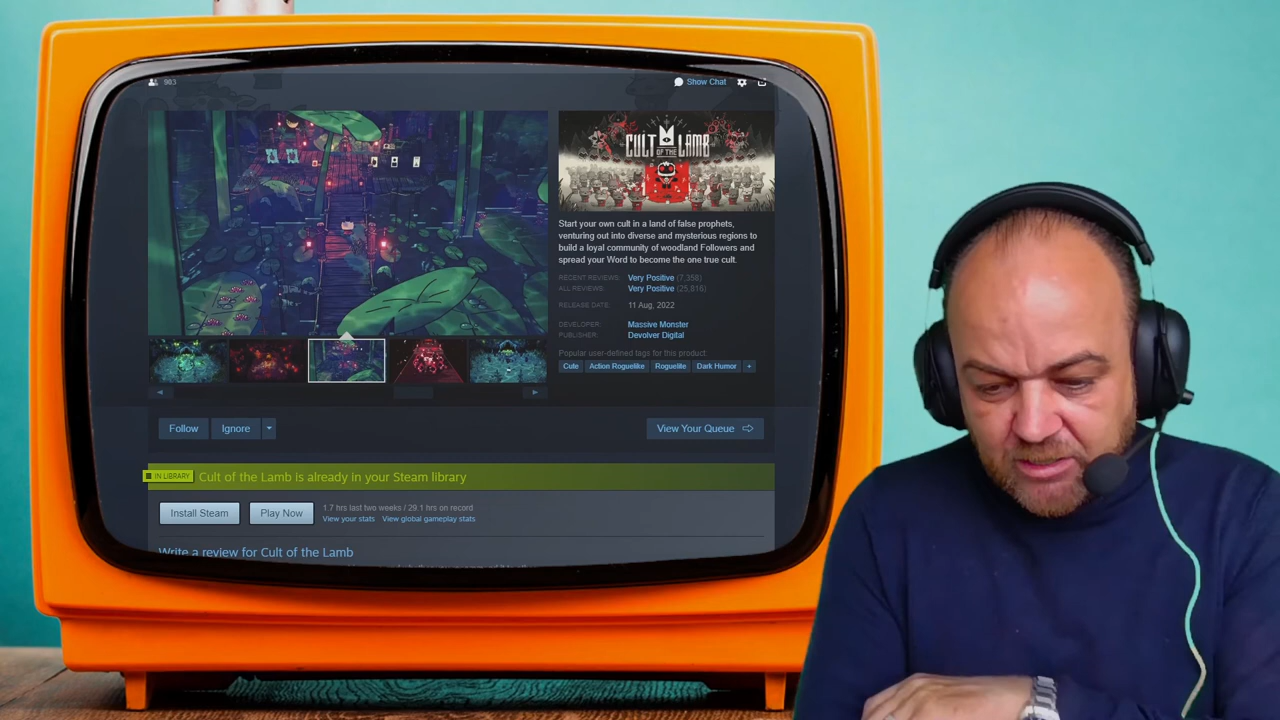 983
Show Chat
CULT OF THE LAMB
Start your own cult in a land of false prophets,
venturing out into diverse and mysterious regions to
build a loyal community of woodland Followers and
spread your Word to become the one true cult.
RECENT REVIEWS: Very Positive (7,358)
ALL REVIEWS: Very Positive (25,816)
RELEASE DATE: 11 Aug, 2022
DEVELOPER: Massive Monster
PUBLISHER: Devolver Digital
Popular user-defined tags for this product
Cute Action Roguelike Roguelite Dark Humor +
Follow Ignore View Your Queue
IN LIBRARY Cult of the Lamb is already in your Steam library
Install Steam Play Now
1.7 hrs last two weeks / 29.1 hrs on record
View your stats View global gameplay stats
Write a review for Cult of the Lamb